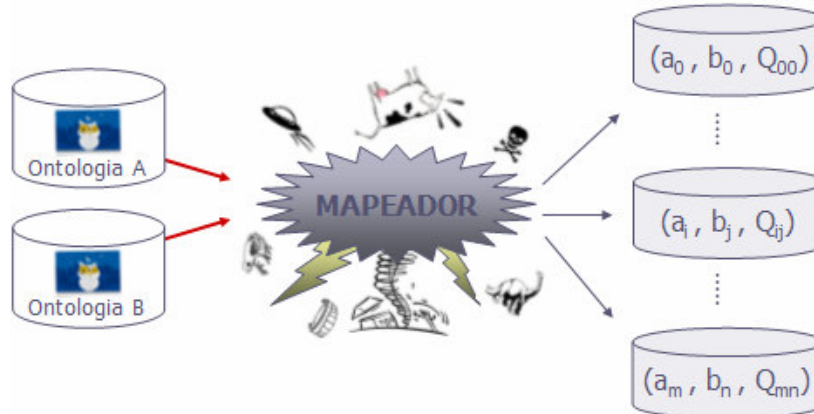 Ontologia A
Ontologia B
MAPEADOR
(a₀ , b₀ , Q₀₀)
(aᵢ , bⱼ , Qᵢⱼ)
(aₘ , bₙ , Qₘₙ)